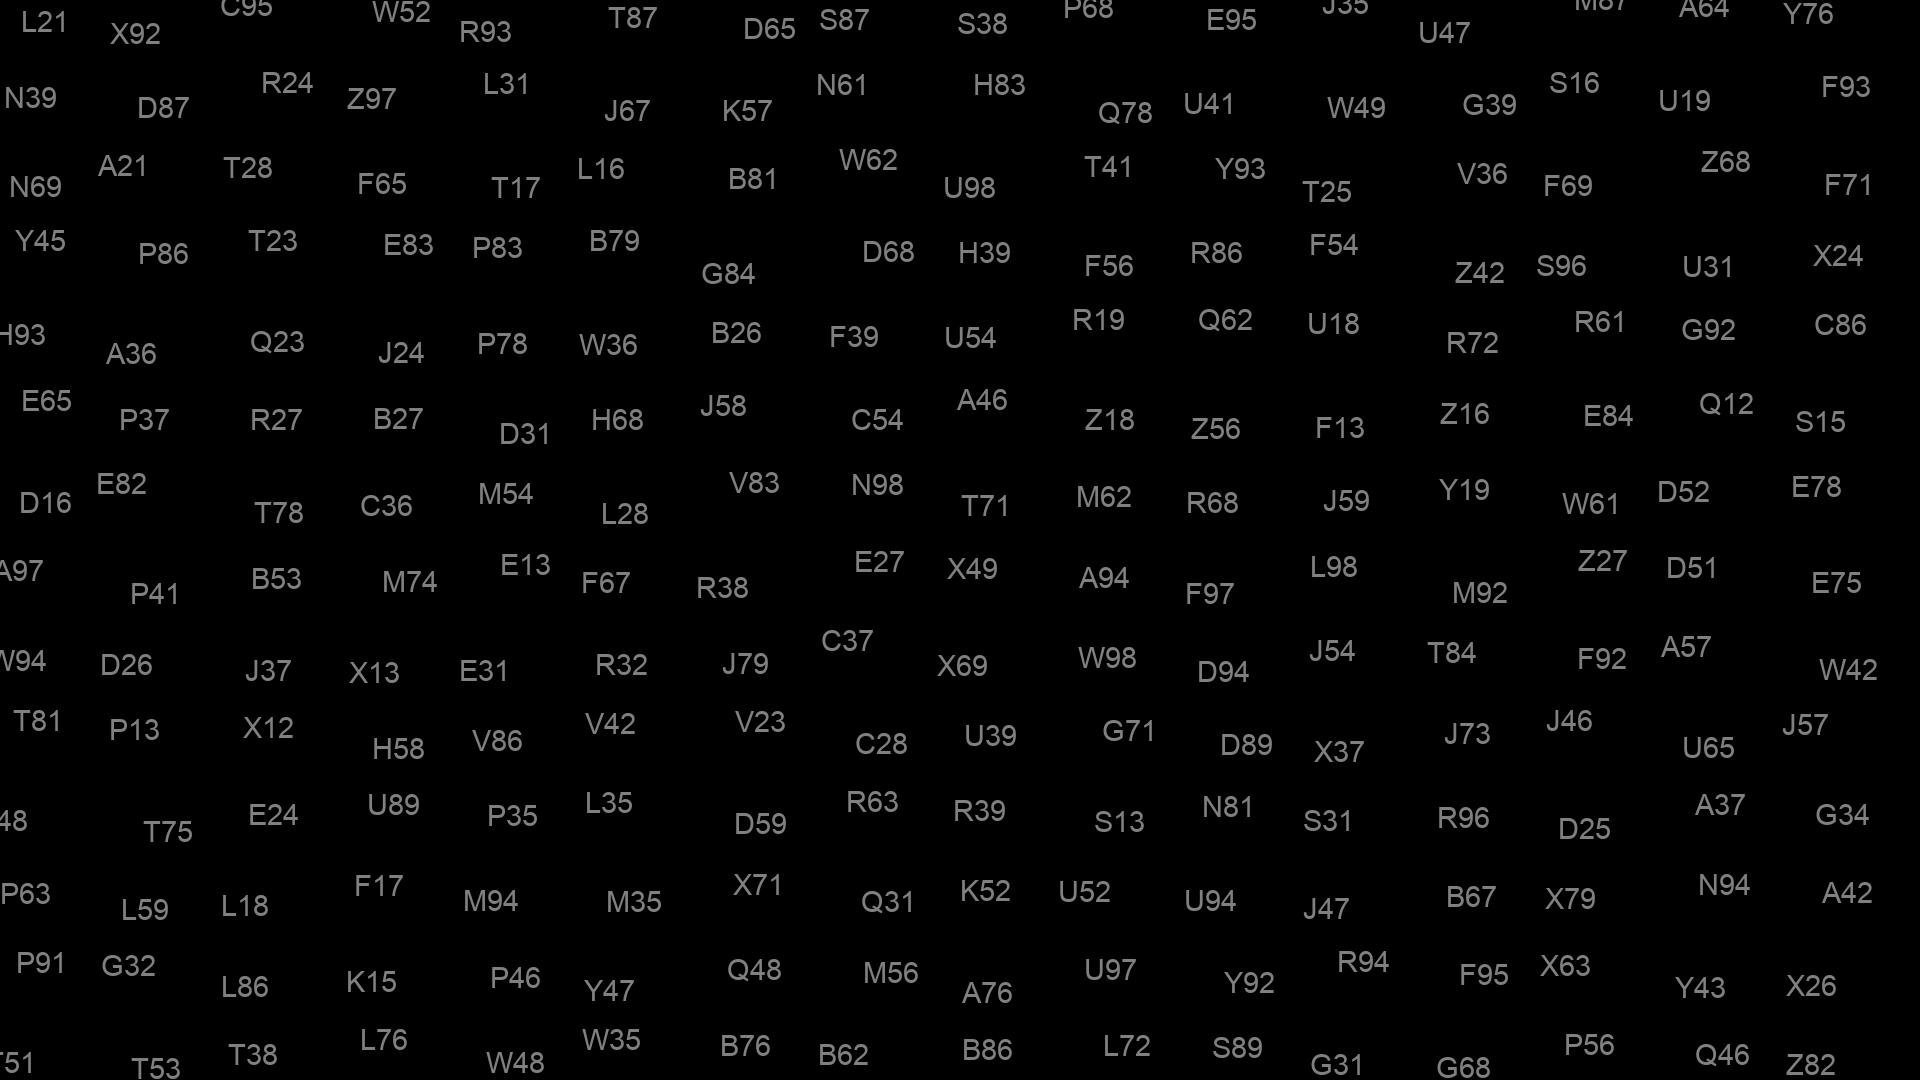 L21 X92 C95 W52 R93 T87 D65 S87 S38 P68 E95 J35 U47 M87 A64 Y76
N39 D87 R24 Z97 L31 J67 K57 N61 H83 Q78 U41 W49 G39 S16 U19 F93
N69 A21 T28 F65 T17 L16 B81 W62 U98 T41 Y93 T25 V36 F69 Z68 F71
Y45 P86 T23 E83 P83 B79 G84 D68 H39 F56 R86 F54 Z42 S96 U31 X24
H93 A36 Q23 J24 P78 W36 B26 F39 U54 R19 Q62 U18 R72 R61 G92 C86
E65 P37 R27 B27 D31 H68 J58 C54 A46 Z18 Z56 F13 Z16 E84 Q12 S15
D16 E82 T78 C36 M54 L28 V83 N98 T71 M62 R68 J59 Y19 W61 D52 E78
A97 P41 B53 M74 E13 F67 R38 E27 X49 A94 F97 L98 M92 Z27 D51 E75
W94 D26 J37 X13 E31 R32 J79 C37 X69 W98 D94 J54 T84 F92 A57 W42
T81 P13 X12 H58 V86 V42 V23 C28 U39 G71 D89 X37 J73 J46 U65 J57
48 T75 E24 U89 P35 L35 D59 R63 R39 S13 N81 S31 R96 D25 A37 G34
P63 L59 L18 F17 M94 M35 X71 Q31 K52 U52 U94 J47 B67 X79 N94 A42
P91 G32 L86 K15 P46 Y47 Q48 M56 A76 U97 Y92 R94 F95 X63 Y43 X26
51 T53 T38 L76 W48 W35 B76 B62 B86 L72 S89 G31 G68 P56 Q46 Z82